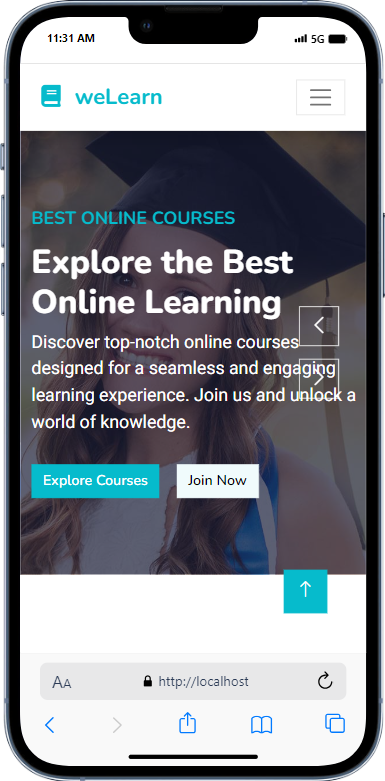 11:31 AM
5G
weLearn
BEST ONLINE COURSES
Explore the Best
Online Learning
Discover top-notch online courses
designed for a seamless and engaging
learning experience. Join us and unlock a
world of knowledge.
Explore Courses
Join Now
AA
http://localhost